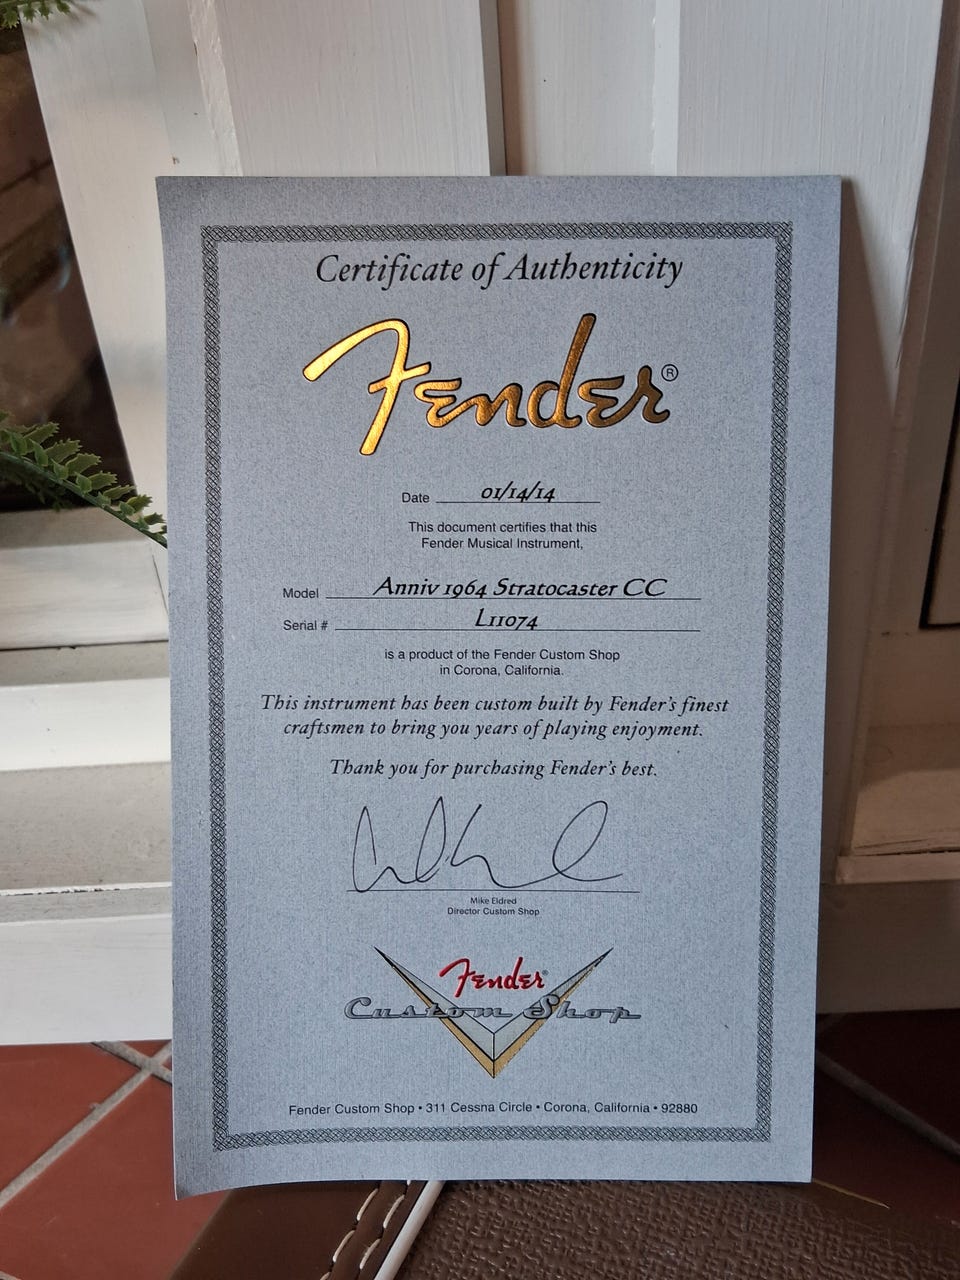 Certificate of Authenticity
Fender®
Date 01/14/14
This document certifies that this
Fender Musical Instrument,
Model Anniv 1964 Stratocaster CC
Serial # L11074
is a product of the Fender Custom Shop
in Corona, California.
This instrument has been custom built by Fender's finest
craftsmen to bring you years of playing enjoyment.
Thank you for purchasing Fender's best.
Mike Eldred
Director Custom Shop
Fender®
Custom Shop
Fender Custom Shop • 311 Cessna Circle • Corona, California • 92880